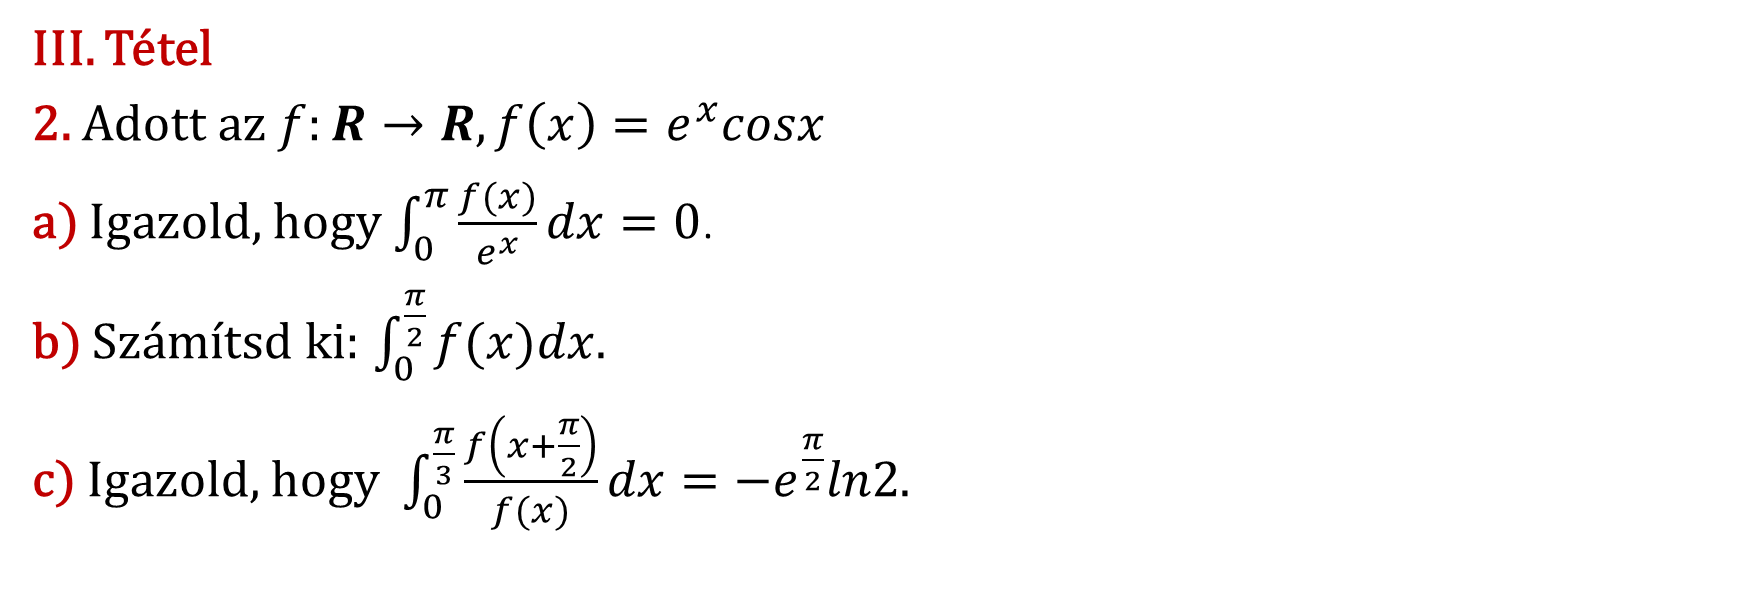 III. Tétel
2. Adott az f: R → R, f(x) = e^x cosx
a) Igazold, hogy ∫_0^π f(x)/e^x dx = 0.
b) Számítsd ki: ∫_0^(π/2) f(x)dx.
c) Igazold, hogy ∫_0^(π/3) f(x+π/2)/f(x) dx = −e^(π/2) ln2.